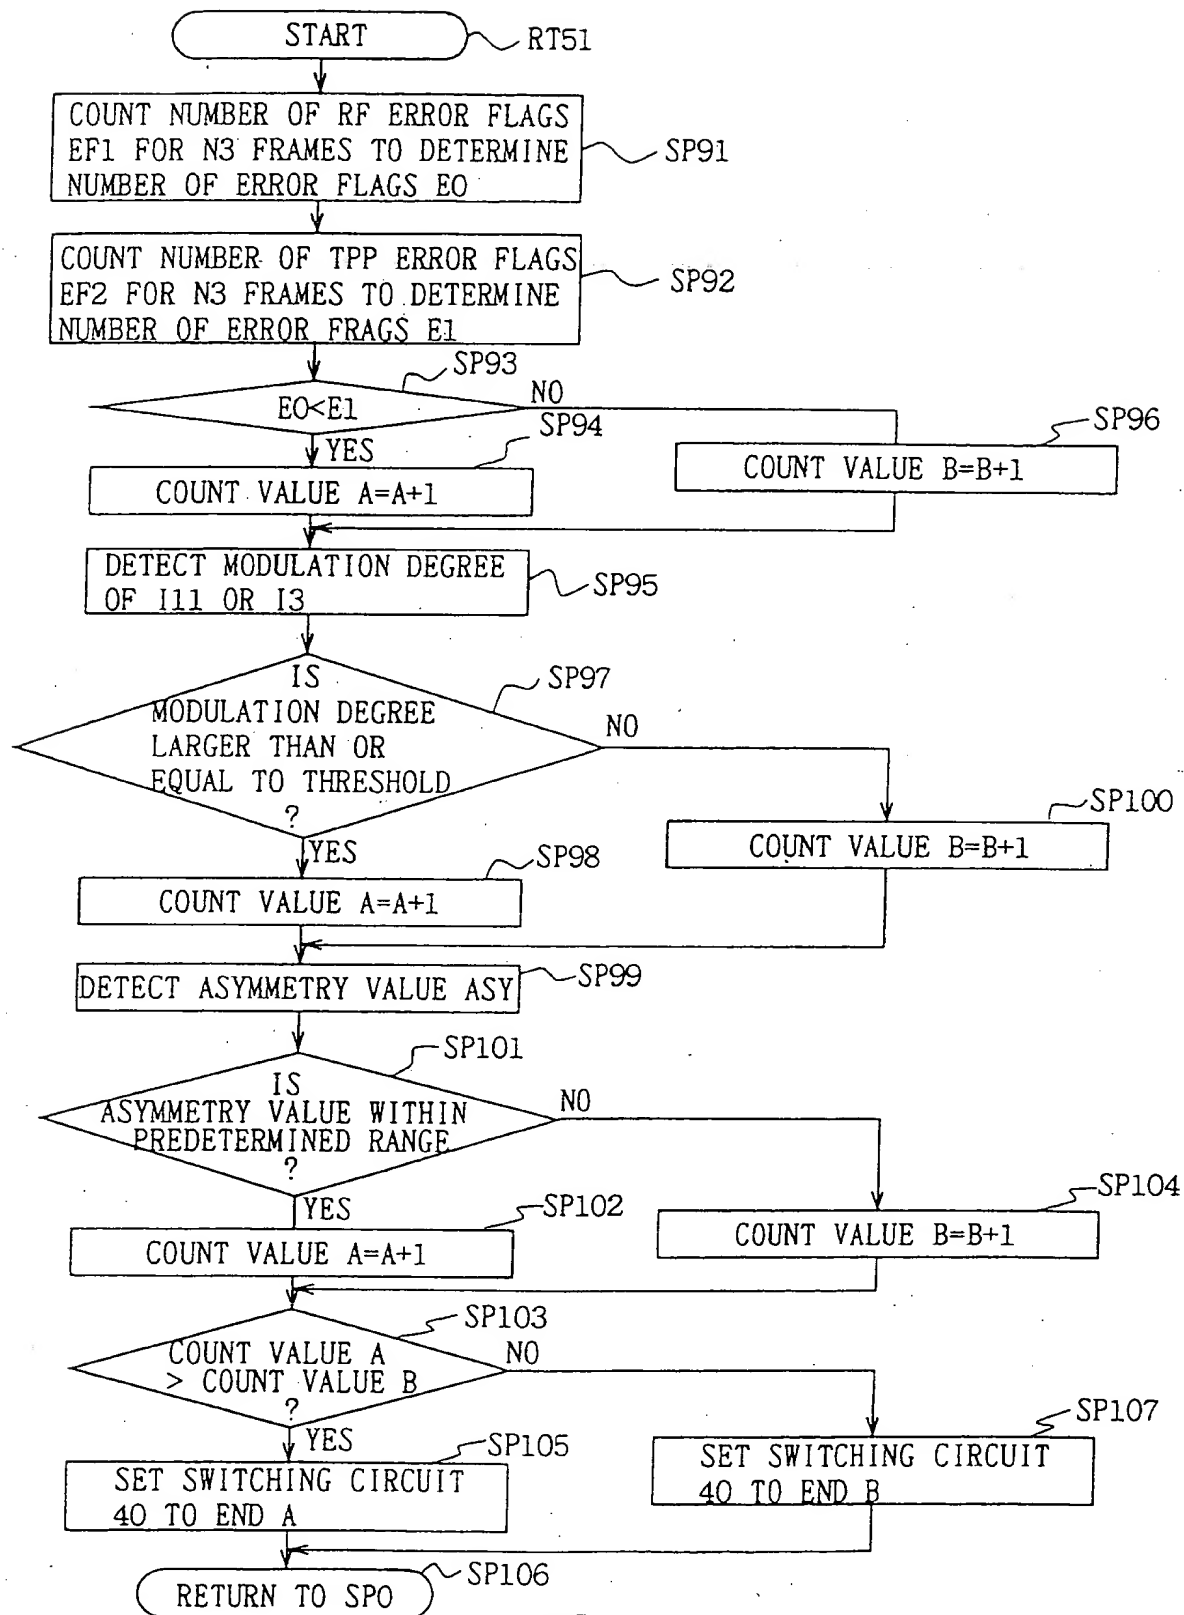 START
RT51
COUNT NUMBER OF RF ERROR FLAGS
EF1 FOR N3 FRAMES TO DETERMINE
NUMBER OF ERROR FLAGS E0
SP91
COUNT NUMBER OF TPP ERROR FLAGS
EF2 FOR N3 FRAMES TO DETERMINE
NUMBER OF ERROR FRAGS E1
SP92
SP93
E0<E1
NO
YES
SP94
COUNT VALUE A=A+1
SP96
COUNT VALUE B=B+1
DETECT MODULATION DEGREE
OF I11 OR I3
SP95
IS
MODULATION DEGREE
LARGER THAN OR
EQUAL TO THRESHOLD
?
SP97
NO
YES
SP98
COUNT VALUE A=A+1
SP100
COUNT VALUE B=B+1
DETECT ASYMMETRY VALUE ASY
SP99
SP101
IS
ASYMMETRY VALUE WITHIN
PREDETERMINED RANGE
?
NO
YES
SP102
COUNT VALUE A=A+1
SP104
COUNT VALUE B=B+1
SP103
COUNT VALUE A
> COUNT VALUE B
?
NO
YES
SP105
SET SWITCHING CIRCUIT
40 TO END A
SP107
SET SWITCHING CIRCUIT
40 TO END B
SP106
RETURN TO SP0